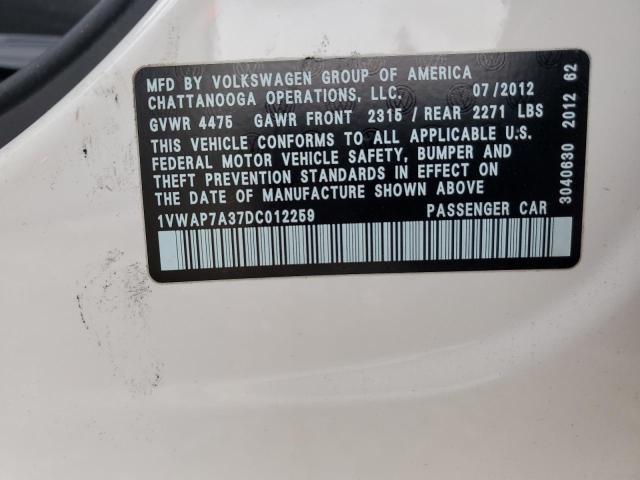 MFD BY VOLKSWAGEN GROUP OF AMERICA
CHATTANOOGA OPERATIONS, LLC. 07/2012
GVWR 4475 GAWR FRONT 2315 / REAR 2271 LBS
THIS VEHICLE CONFORMS TO ALL APPLICABLE U.S.
FEDERAL MOTOR VEHICLE SAFETY, BUMPER AND
THEFT PREVENTION STANDARDS IN EFFECT ON
THE DATE OF MANUFACTURE SHOWN ABOVE
1VWAP7A37DC012259 PASSENGER CAR
3040630 2012 62